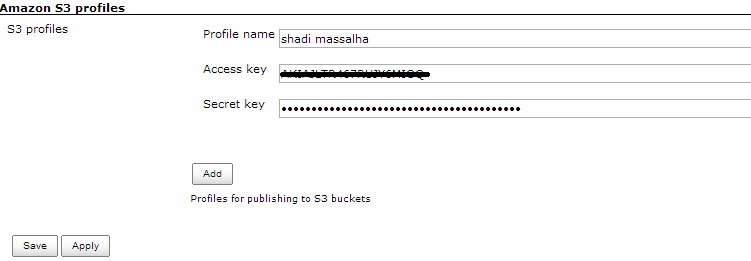 Amazon S3 profiles
S3 profiles
Profile name
shadi massalha
Access key
Secret key
••••••••••••••••••••••••••••••••••••••••
Add
Profiles for publishing to S3 buckets
Save
Apply